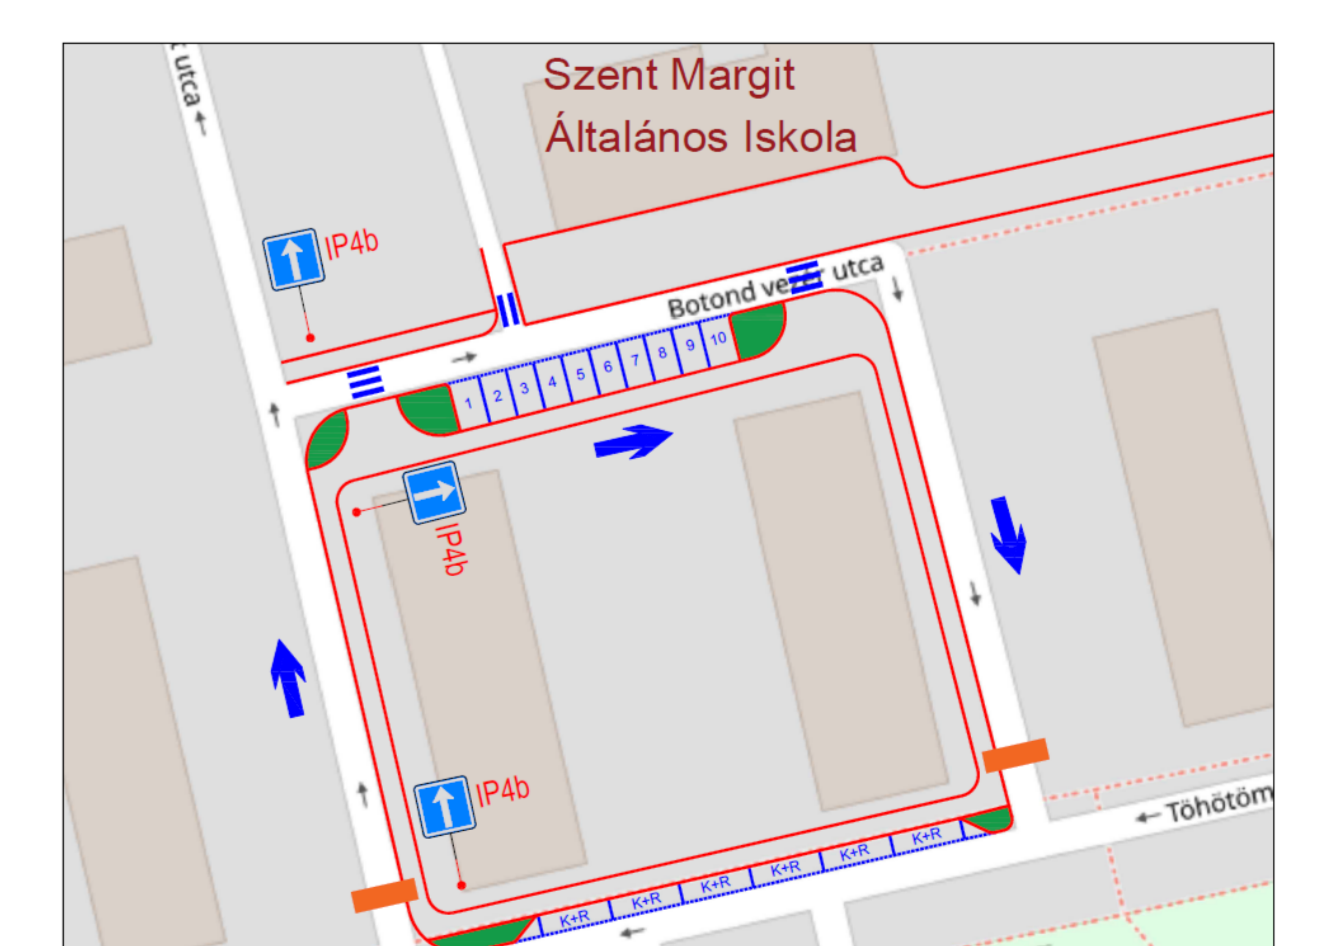 Szent Margit
Általános Iskola
utca
IP4b
Botond vezér utca
1 2 3 4 5 6 7 8 9 10
IP4b
IP4b
Töhötöm
K+R K+R K+R K+R K+R K+R